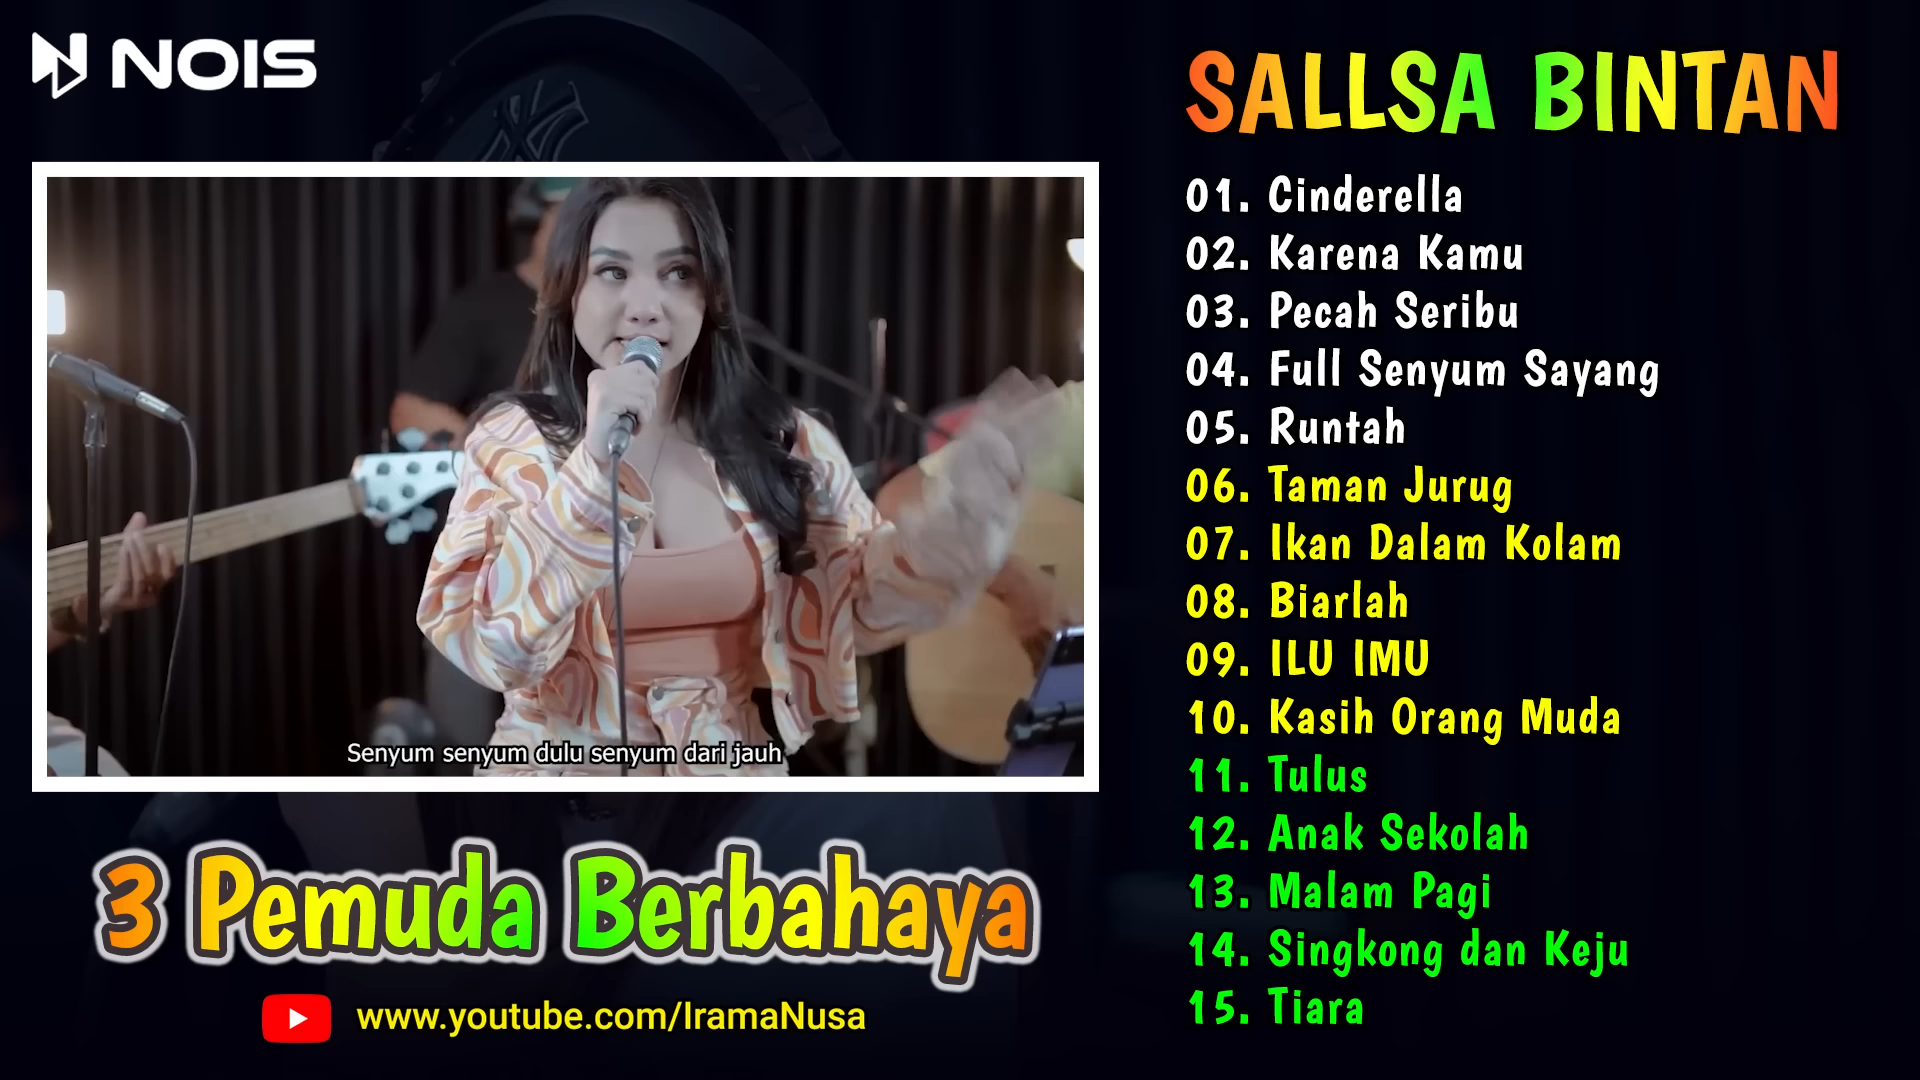 NOIS
SALLSA BINTAN
01. Cinderella
02. Karena Kamu
03. Pecah Seribu
04. Full Senyum Sayang
05. Runtah
06. Taman Jurug
07. Ikan Dalam Kolam
08. Biarlah
09. ILU IMU
10. Kasih Orang Muda
11. Tulus
12. Anak Sekolah
13. Malam Pagi
14. Singkong dan Keju
15. Tiara
Senyum senyum dulu senyum dari jauh
3 Pemuda Berbahaya
www.youtube.com/IramaNusa